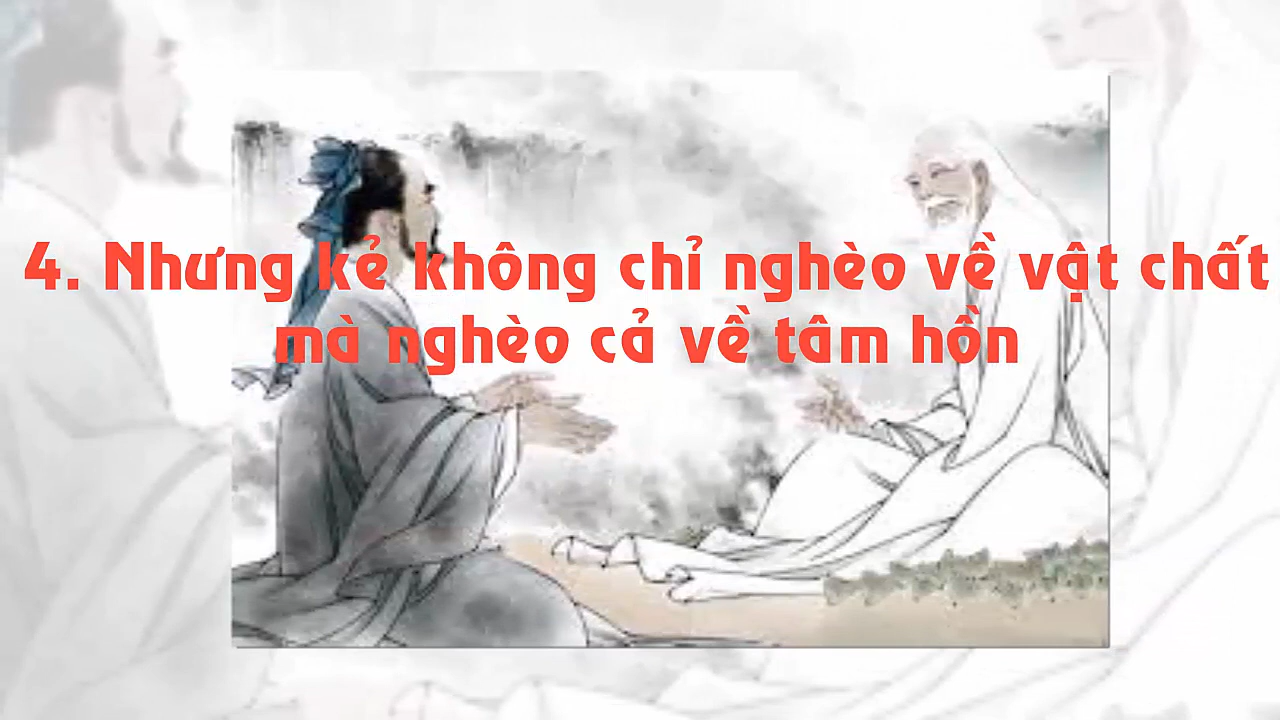 4. Nhưng kẻ không chỉ nghèo về vật chất
mà nghèo cả về tâm hồn